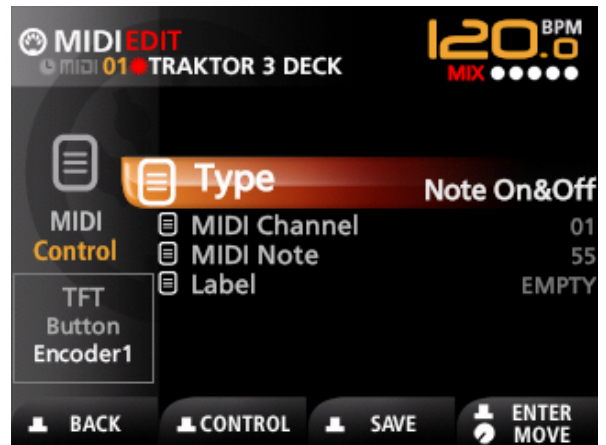 MIDI EDIT
midi 01 TRAKTOR 3 DECK
120.0 BPM
MIX
Type Note On&Off
MIDI Channel 01
MIDI Note 55
Label EMPTY
MIDI
Control
TFT
Button
Encoder1
BACK
CONTROL
SAVE
ENTER
MOVE